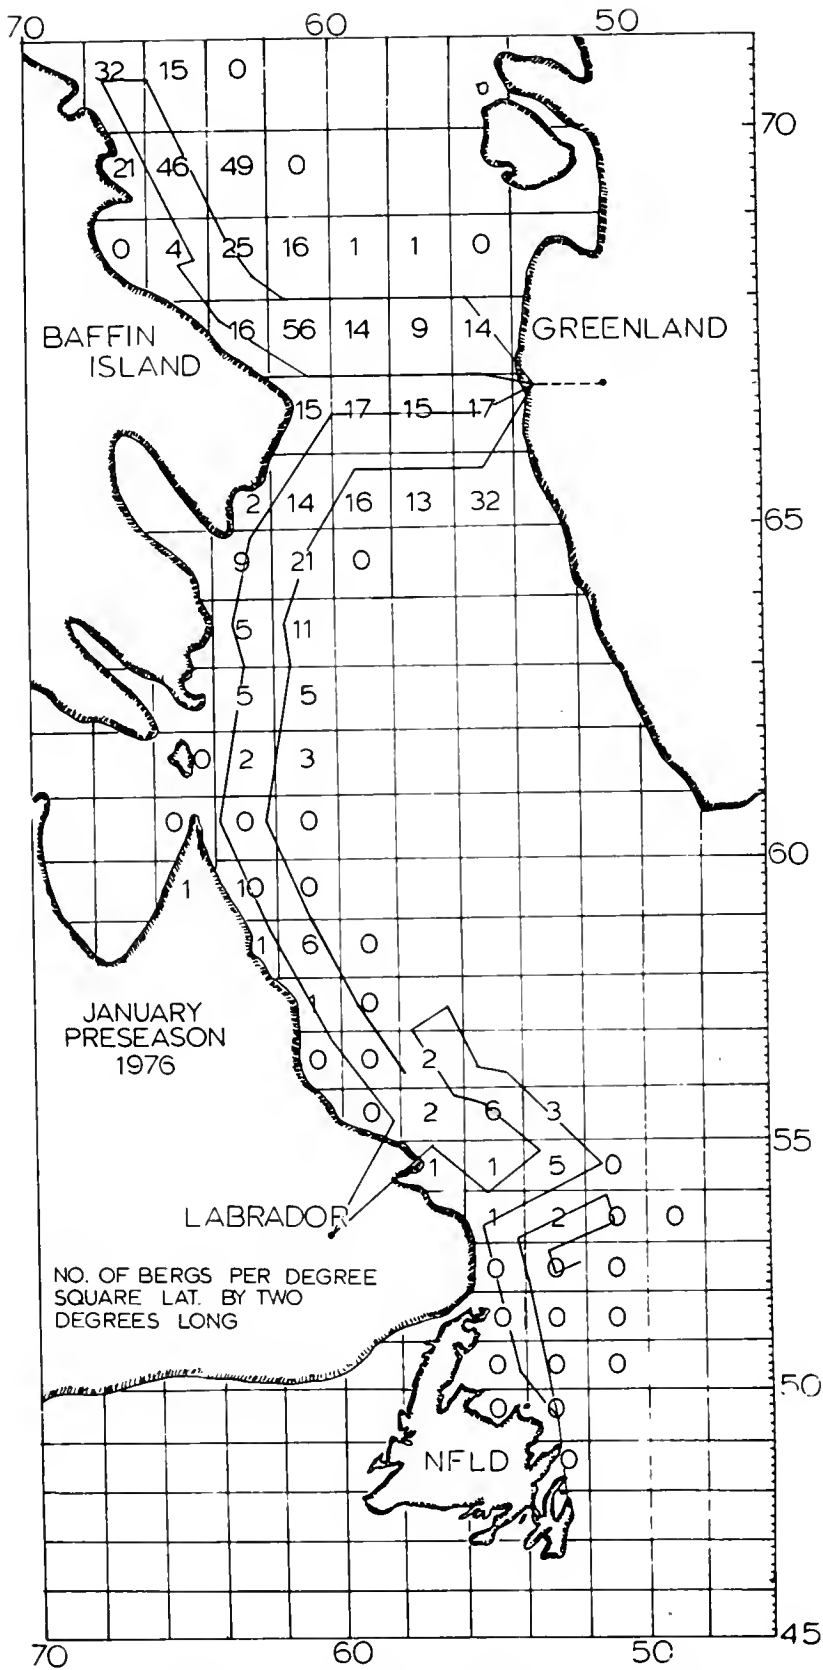 70 60 50
32 15 0
70
21 46 49 0
0 4 25 16 1 1 0
16 56 14 9 14
BAFFIN
ISLAND
GREENLAND
15 17 15 17
2 14 16 13 32
65
9 21 0
5 11
5 5
0 2 3
0 0 0
60
1 10 0
1 6 0
1 0
JANUARY
PRESEASON
1976
0 0 2
0 2 6 3
55
1 1 5 0
LABRADOR
1 2 0 0
0 0 0
NO. OF BERGS PER DEGREE
SQUARE LAT. BY TWO
DEGREES LONG
0 0 0
0 0 0
50
0 0
NFLD
0
45
70 60 50